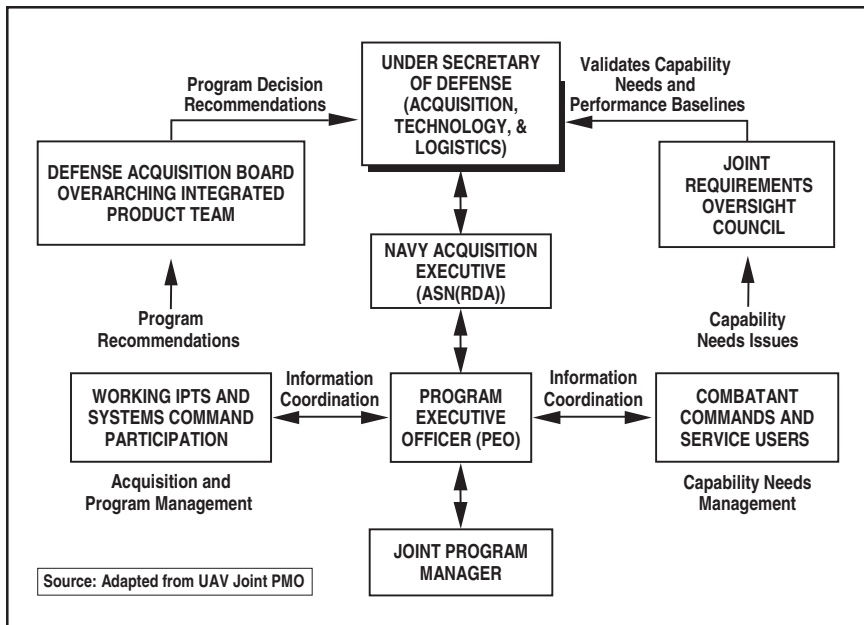 UNDER SECRETARY
OF DEFENSE
(ACQUISITION,
TECHNOLOGY, &
LOGISTICS)
Program Decision
Recommendations
Validates Capability
Needs and
Performance Baselines
DEFENSE ACQUISITION BOARD
OVERARCHING INTEGRATED
PRODUCT TEAM
JOINT
REQUIREMENTS
OVERSIGHT
COUNCIL
NAVY ACQUISITION
EXECUTIVE
(ASN(RDA))
Program
Recommendations
Capability
Needs Issues
WORKING IPTS AND
SYSTEMS COMMAND
PARTICIPATION
Information
Coordination
PROGRAM
EXECUTIVE
OFFICER (PEO)
Information
Coordination
COMBATANT
COMMANDS AND
SERVICE USERS
Acquisition and
Program Management
Capability Needs
Management
JOINT PROGRAM
MANAGER
Source: Adapted from UAV Joint PMO